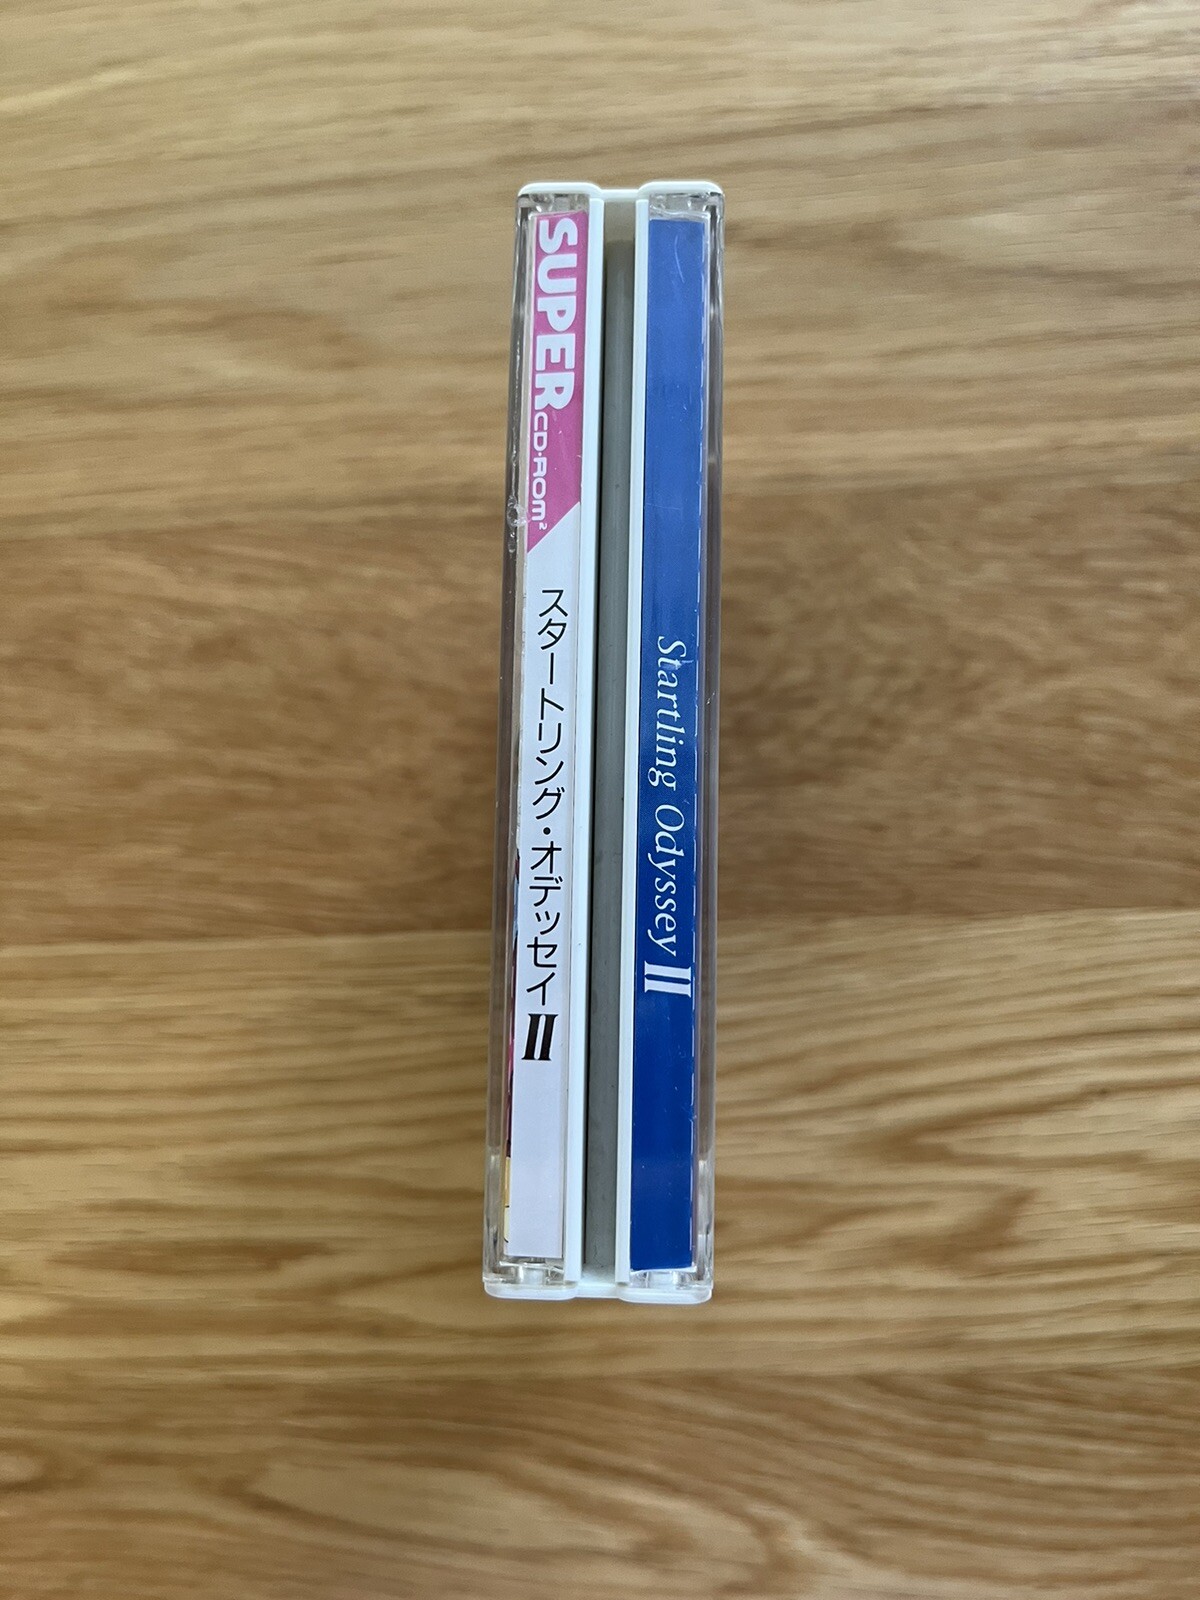 SUPER CD-ROM²
スタートリング・オデッセイII
Startling Odyssey II